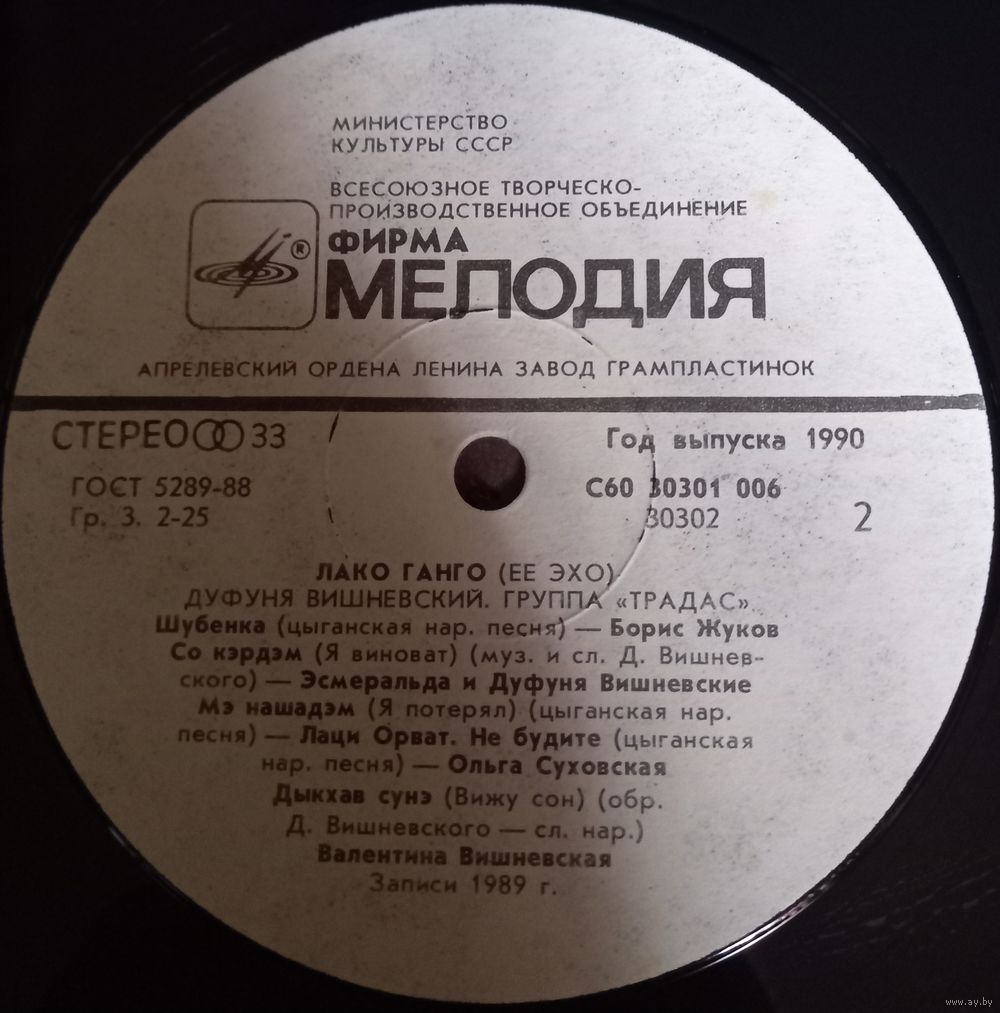 МИНИСТЕРСТВО
КУЛЬТУРЫ СССР
ВСЕСОЮЗНОЕ ТВОРЧЕСКО-
ПРОИЗВОДСТВЕННОЕ ОБЪЕДИНЕНИЕ
ФИРМА
®
МЕЛОДИЯ
АПРЕЛЕВСКИЙ ОРДЕНА ЛЕНИНА ЗАВОД ГРАМПЛАСТИНОК
СТЕРЕО 33
Год выпуска 1990
ГОСТ 5289-88
С60 30301 006
Гр. 3. 2-25
30302
2
ЛАКО ГАНГО (ЕЕ ЭХО)
ДУФУНЯ ВИШНЕВСКИЙ. ГРУППА «ТРАДАС»
Шубенка (цыганская нар. песня) — Борис Жуков
Со кэрдэм (Я виноват) (муз. и сл. Д. Вишнев-
ского) — Эсмеральда и Дуфуня Вишневские
Мэ нашадэм (Я потерял) (цыганская нар.
песня) — Лаци Орват. Не будите (цыганская
нар. песня) — Ольга Суховская
Дыкхав сунэ (Вижу сон) (обр.
Д. Вишневского — сл. нар.)
Валентина Вишневская
Записи 1989 г.
www.ay.by